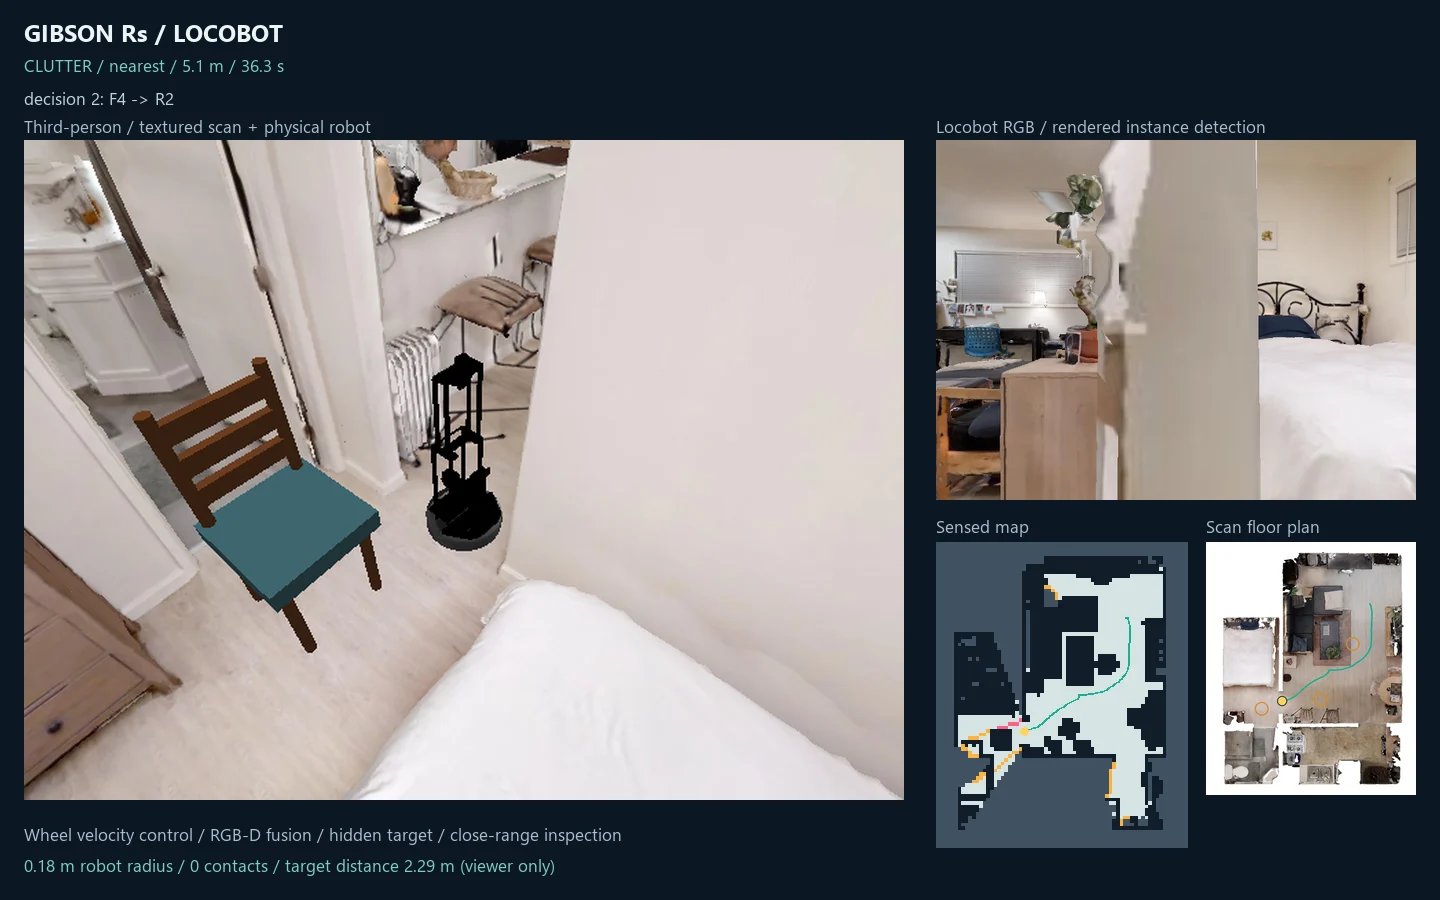 GIBSON Rs / LOCOBOT
CLUTTER / nearest / 5.1 m / 36.3 s
decision 2: F4 -> R2
Third-person / textured scan + physical robot
Locobot RGB / rendered instance detection
Sensed map
Scan floor plan
Wheel velocity control / RGB-D fusion / hidden target / close-range inspection
0.18 m robot radius / 0 contacts / target distance 2.29 m (viewer only)